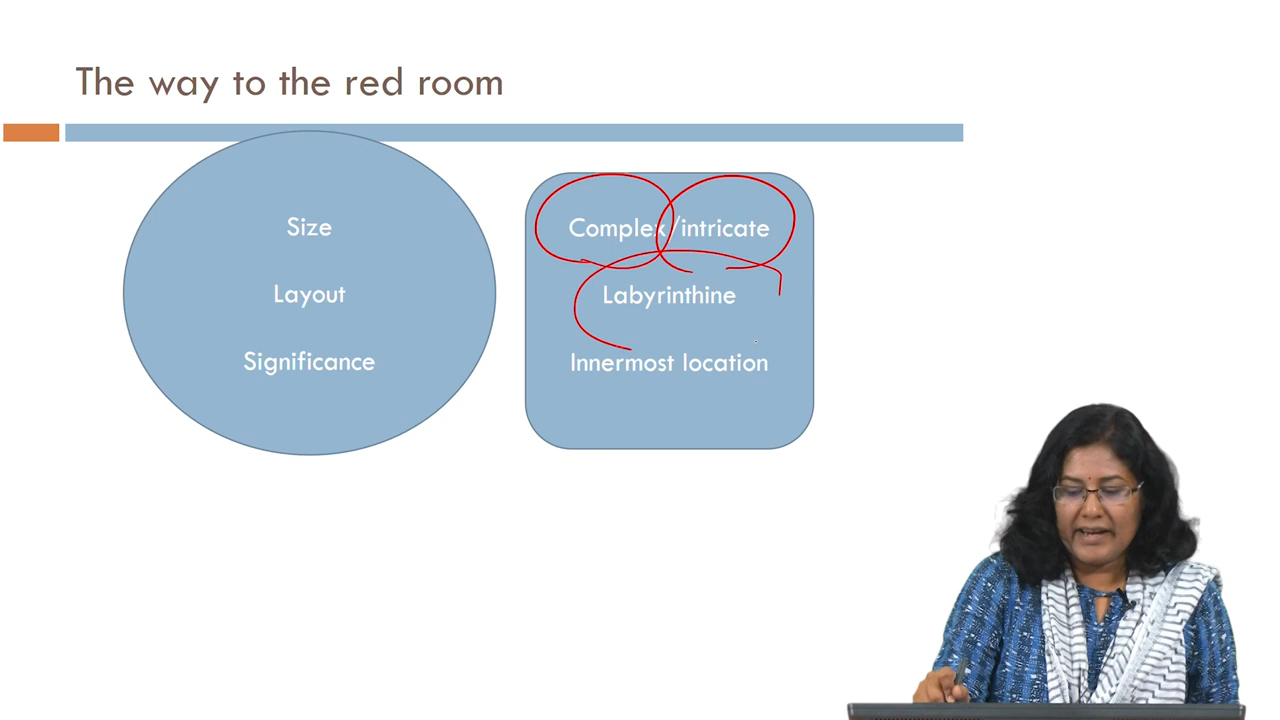 The way to the red room
Size
Layout
Significance
Complex/intricate
Labyrinthine
Innermost location